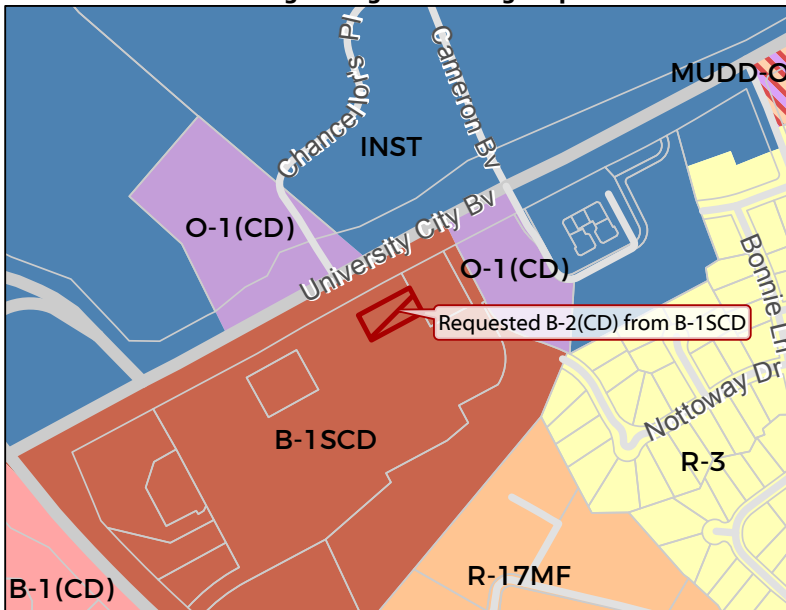 Chancellor's Pl
Cameron Bv
MUDD-O
INST
O-1(CD)
University City Bv
O-1(CD)
Bonnie Ln
Requested B-2(CD) from B-1SCD
Nottoway Dr
B-1SCD
R-3
R-17MF
B-1(CD)